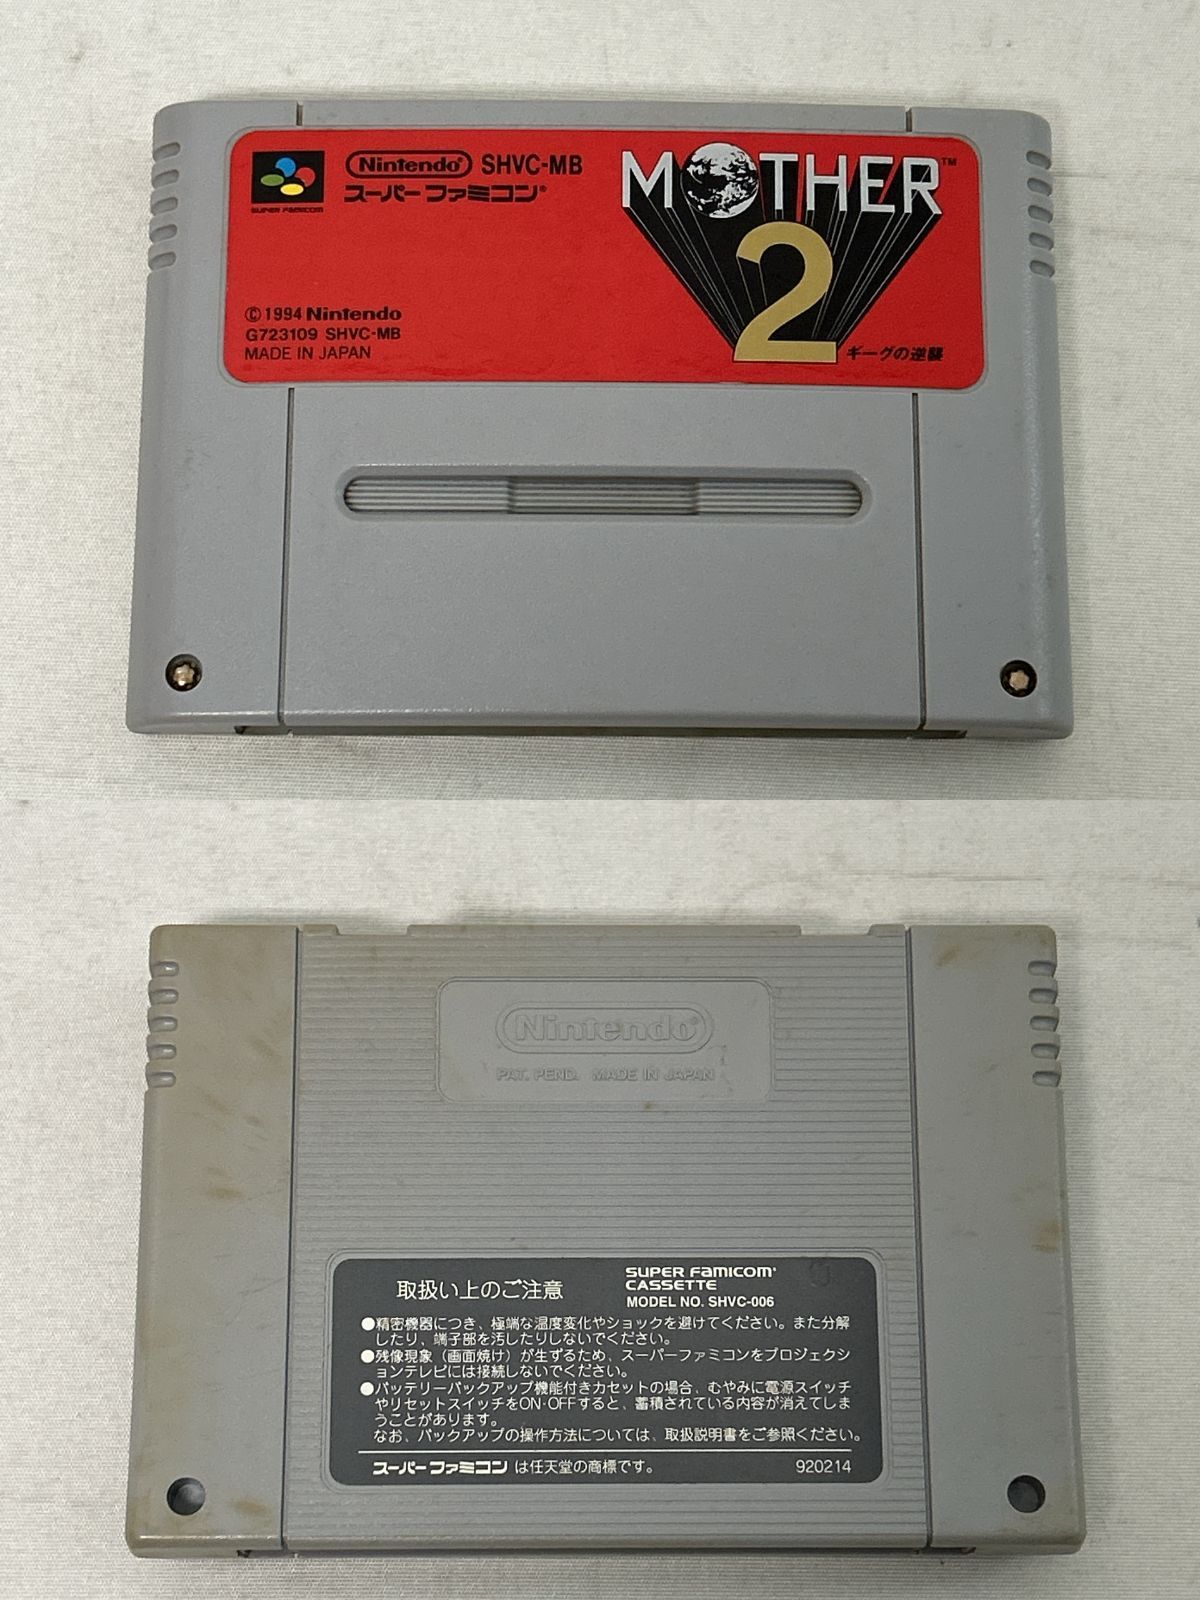 Nintendo SHVC-MB
SUPER FAMICOM
スーパーファミコン®
MOTHER™
2
ギーグの逆襲
©1994 Nintendo
G723109 SHVC-MB
MADE IN JAPAN
Nintendo®
PAT. PEND. MADE IN JAPAN
取扱い上のご注意
SUPER FAMICOM®
CASSETTE
MODEL NO. SHVC-006
●精密機器につき、極端な温度変化やショックを避けてください。また分解
したり、端子部を汚したりしないでください。
●残像現象(画面焼け)が生ずるため、スーパーファミコンをプロジェクシ
ョンテレビには接続しないでください。
●バッテリーバックアップ機能付きカセットの場合、むやみに電源スイッチ
やリセットスイッチをON-OFFすると、蓄積されている内容が消えてしま
うことがあります。
なお、バックアップの操作方法については、取扱説明書をご参照ください。
スーパーファミコン は任天堂の商標です。
920214